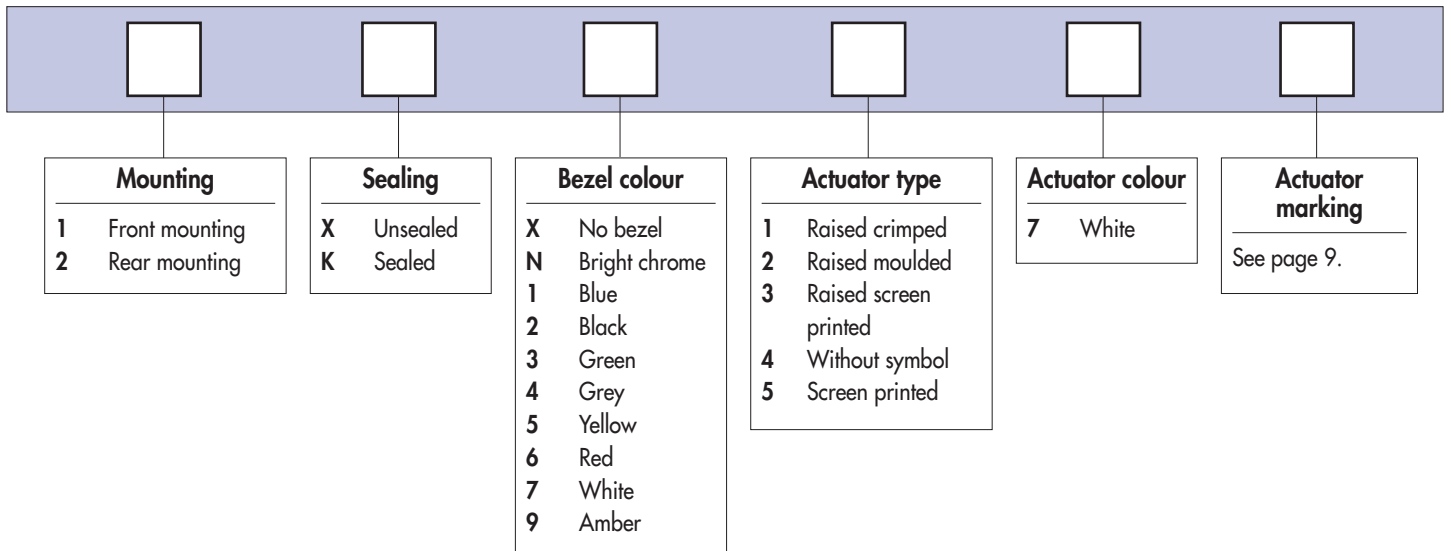 Mounting
1 Front mounting
2 Rear mounting
Sealing
X Unsealed
K Sealed
Bezel colour
X No bezel
N Bright chrome
1 Blue
2 Black
3 Green
4 Grey
5 Yellow
6 Red
7 White
9 Amber
Actuator type
1 Raised crimped
2 Raised moulded
3 Raised screen
printed
4 Without symbol
5 Screen printed
Actuator colour
7 White
Actuator
marking
See page 9.